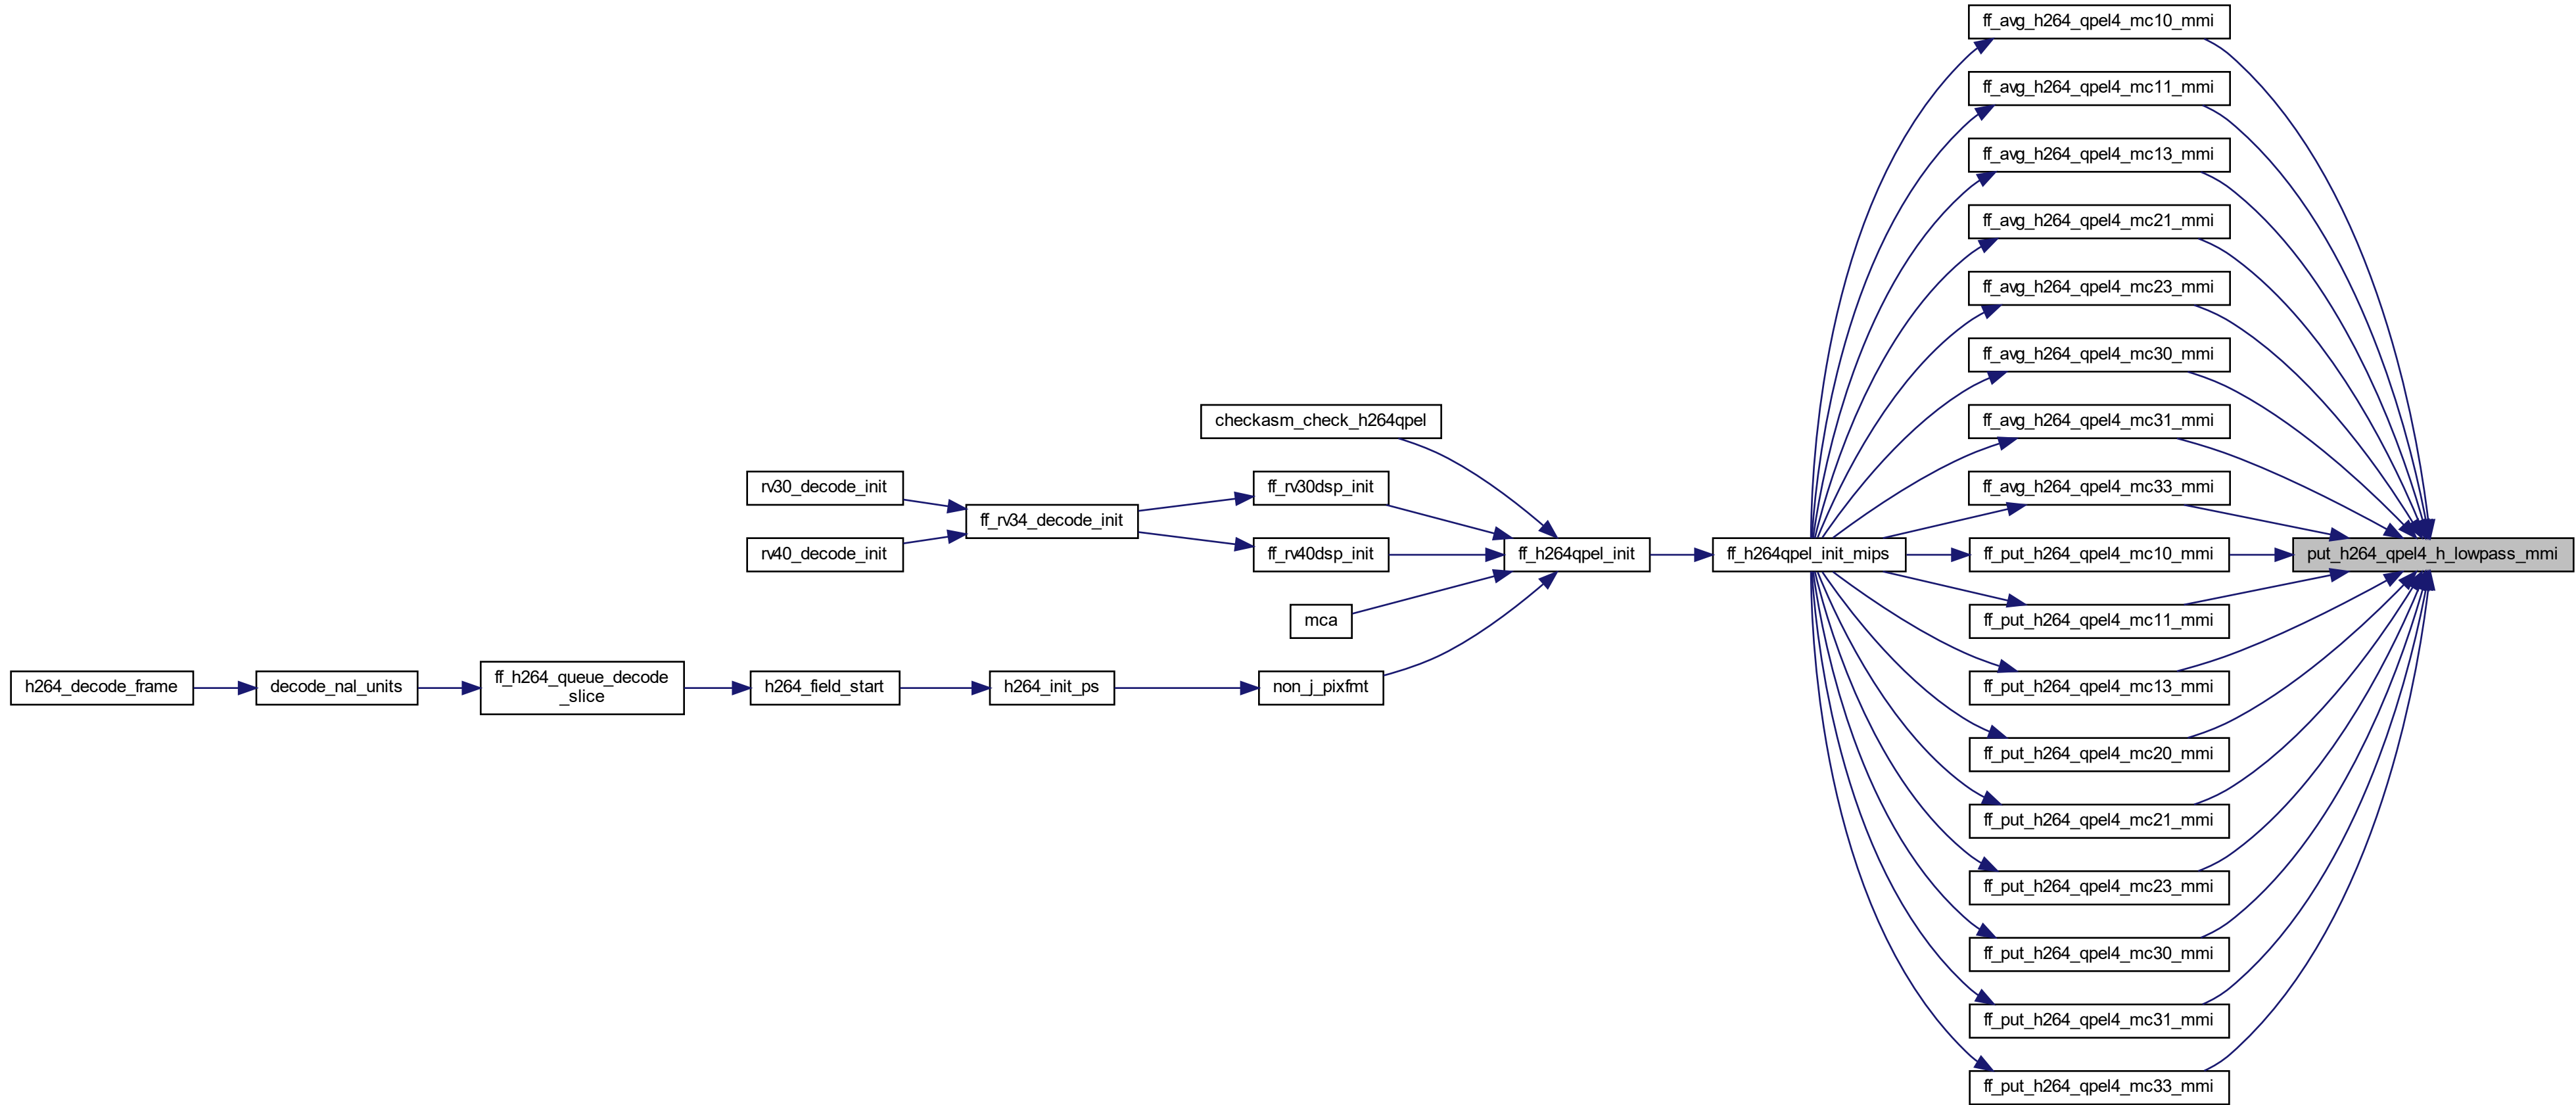 ff_avg_h264_qpel4_mc10_mmi
ff_avg_h264_qpel4_mc11_mmi
ff_avg_h264_qpel4_mc13_mmi
ff_avg_h264_qpel4_mc21_mmi
ff_avg_h264_qpel4_mc23_mmi
ff_avg_h264_qpel4_mc30_mmi
checkasm_check_h264qpel
ff_avg_h264_qpel4_mc31_mmi
rv30_decode_init
ff_rv30dsp_init
ff_avg_h264_qpel4_mc33_mmi
ff_rv34_decode_init
rv40_decode_init
ff_rv40dsp_init
ff_h264qpel_init
ff_h264qpel_init_mips
ff_put_h264_qpel4_mc10_mmi
put_h264_qpel4_h_lowpass_mmi
mca
ff_put_h264_qpel4_mc11_mmi
h264_decode_frame
decode_nal_units
ff_h264_queue_decode
_slice
h264_field_start
h264_init_ps
non_j_pixfmt
ff_put_h264_qpel4_mc13_mmi
ff_put_h264_qpel4_mc20_mmi
ff_put_h264_qpel4_mc21_mmi
ff_put_h264_qpel4_mc23_mmi
ff_put_h264_qpel4_mc30_mmi
ff_put_h264_qpel4_mc31_mmi
ff_put_h264_qpel4_mc33_mmi